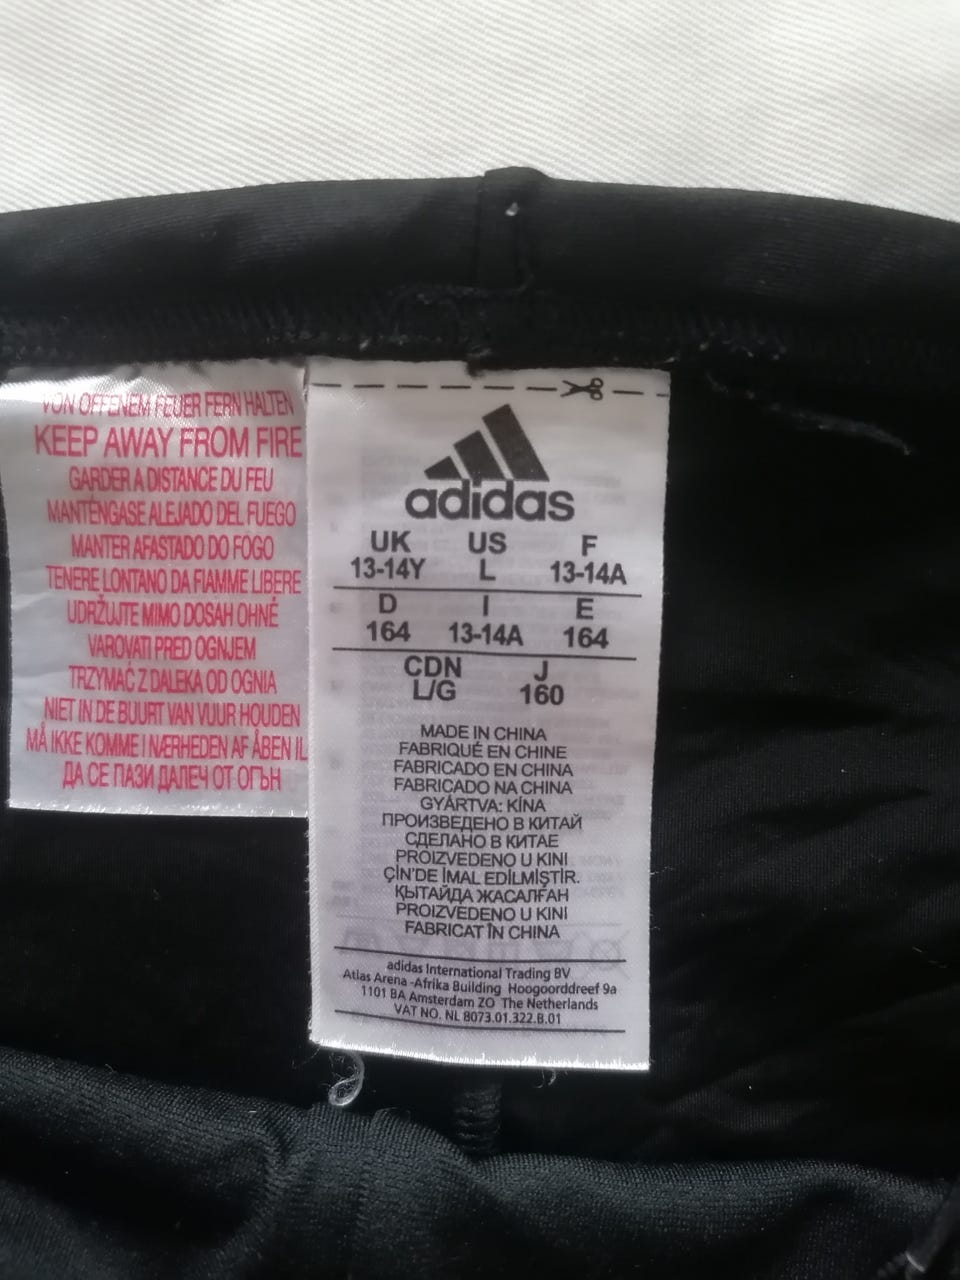 VON OFFENEM FEUER FERN HALTEN
KEEP AWAY FROM FIRE
GARDER A DISTANCE DU FEU
MANTÉNGASE ALEJADO DEL FUEGO
MANTER AFASTADO DO FOGO
TENERE LONTANO DA FIAMME LIBERE
UDRŽUJTE MIMO DOSAH OHNĚ
VAROVATI PRED OGNJEM
TRZYMAĆ Z DALEKA OD OGNIA
NIET IN DE BUURT VAN VUUR HOUDEN
MÅ IKKE KOMME I NÆRHEDEN AF ÅBEN IL
ДА СЕ ПАЗИ ДАЛЕЧ ОТ ОГЪН
adidas
UK US F
13-14Y L 13-14A
D I E
164 13-14A 164
CDN J
L/G 160
MADE IN CHINA
FABRIQUÉ EN CHINE
FABRICADO EN CHINA
FABRICADO NA CHINA
GYÁRTVA: KÍNA
ПРОИЗВЕДЕНО В КИТАЙ
СДЕЛАНО В КИТАЕ
PROIZVEDENO U KINI
ÇİN'DE İMAL EDİLMİŞTİR.
ҚЫТАЙДА ЖАСАЛҒАН
PROIZVEDENO U KINI
FABRICAT ÎN CHINA
adidas International Trading BV
Atlas Arena -Afrika Building Hoogoorddreef 9a
1101 BA Amsterdam ZO The Netherlands
VAT NO. NL 8073.01.322.B.01